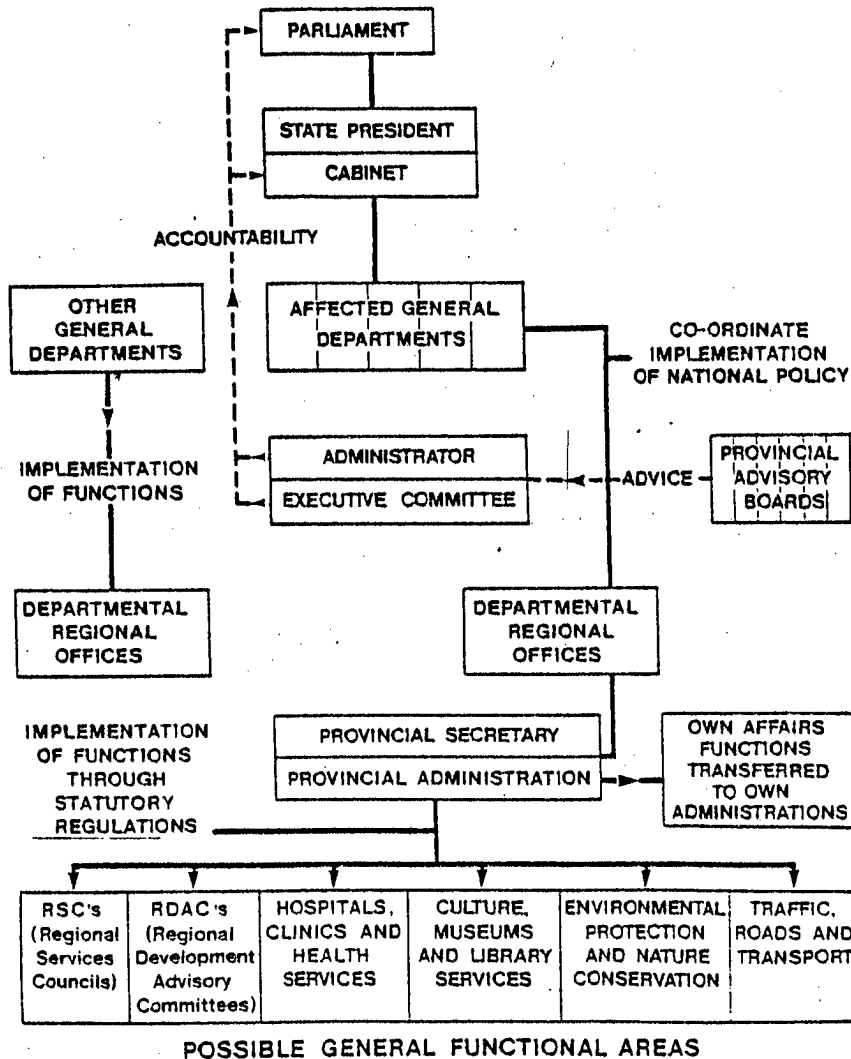 PARLIAMENT
STATE PRESIDENT
CABINET
ACCOUNTABILITY
OTHER
GENERAL
DEPARTMENTS
AFFECTED GENERAL
DEPARTMENTS
CO-ORDINATE
IMPLEMENTATION
OF NATIONAL POLICY
IMPLEMENTATION
OF FUNCTIONS
ADMINISTRATOR
EXECUTIVE COMMITTEE
ADVICE
PROVINCIAL
ADVISORY
BOARDS
DEPARTMENTAL
REGIONAL
OFFICES
DEPARTMENTAL
REGIONAL
OFFICES
IMPLEMENTATION
OF FUNCTIONS
THROUGH
STATUTORY
REGULATIONS
PROVINCIAL SECRETARY
PROVINCIAL ADMINISTRATION
OWN AFFAIRS
FUNCTIONS
TRANSFERRED
TO OWN
ADMINISTRATIONS
RSC's
(Regional
Services
Councils)
RDAC's
(Regional
Development
Advisory
Committees)
HOSPITALS,
CLINICS AND
HEALTH
SERVICES
CULTURE,
MUSEUMS
AND LIBRARY
SERVICES
ENVIRONMENTAL
PROTECTION
AND NATURE
CONSERVATION
TRAFFIC,
ROADS AND
TRANSPORT
POSSIBLE GENERAL FUNCTIONAL AREAS